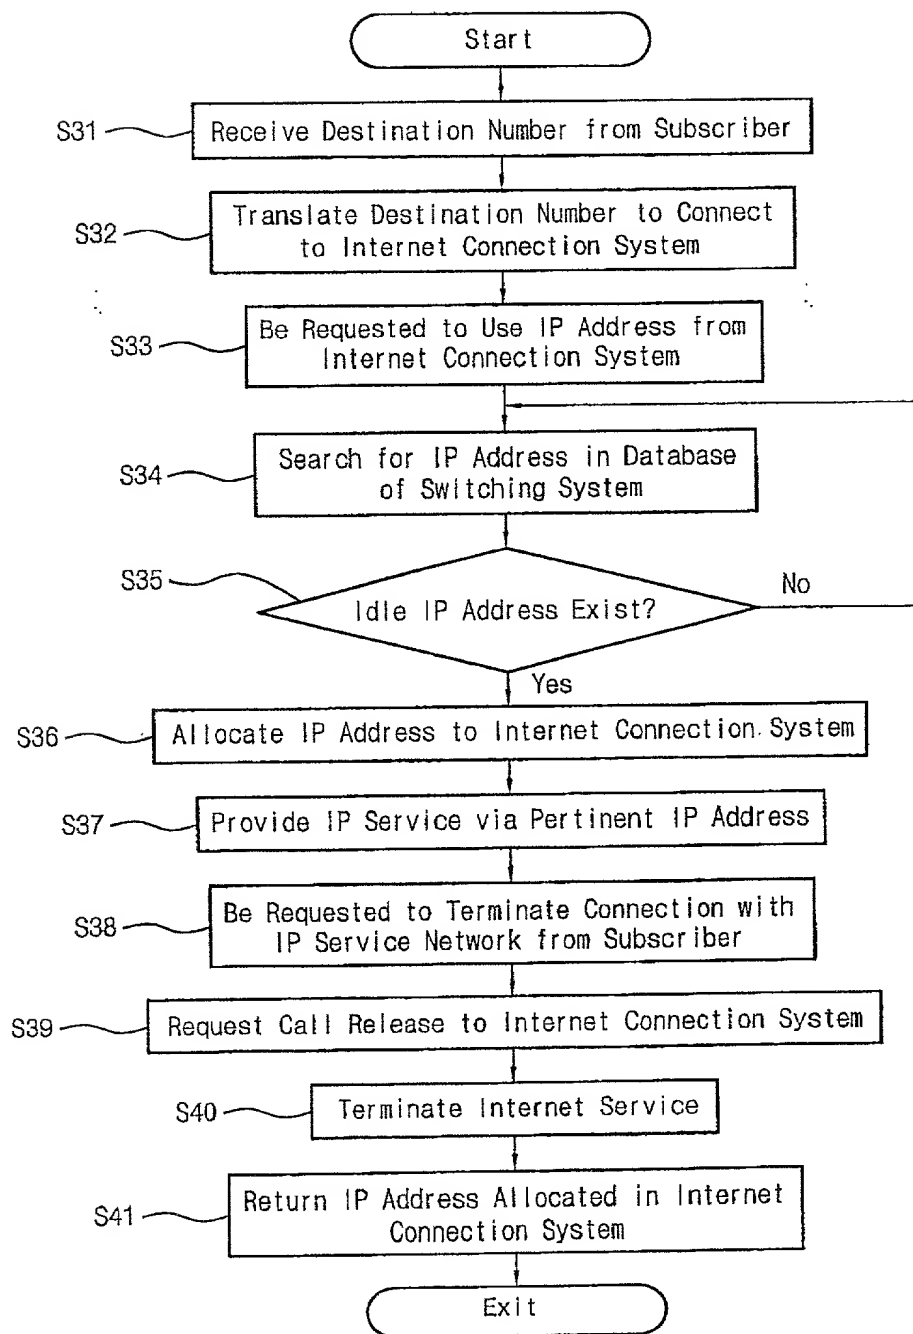 Start
S31
Receive Destination Number from Subscriber
S32
Translate Destination Number to Connect
to Internet Connection System
S33
Be Requested to Use IP Address from
Internet Connection System
S34
Search for IP Address in Database
of Switching System
S35
Idle IP Address Exist?
No
Yes
S36
Allocate IP Address to Internet Connection System
S37
Provide IP Service via Pertinent IP Address
S38
Be Requested to Terminate Connection with
IP Service Network from Subscriber
S39
Request Call Release to Internet Connection System
S40
Terminate Internet Service
S41
Return IP Address Allocated in Internet
Connection System
Exit